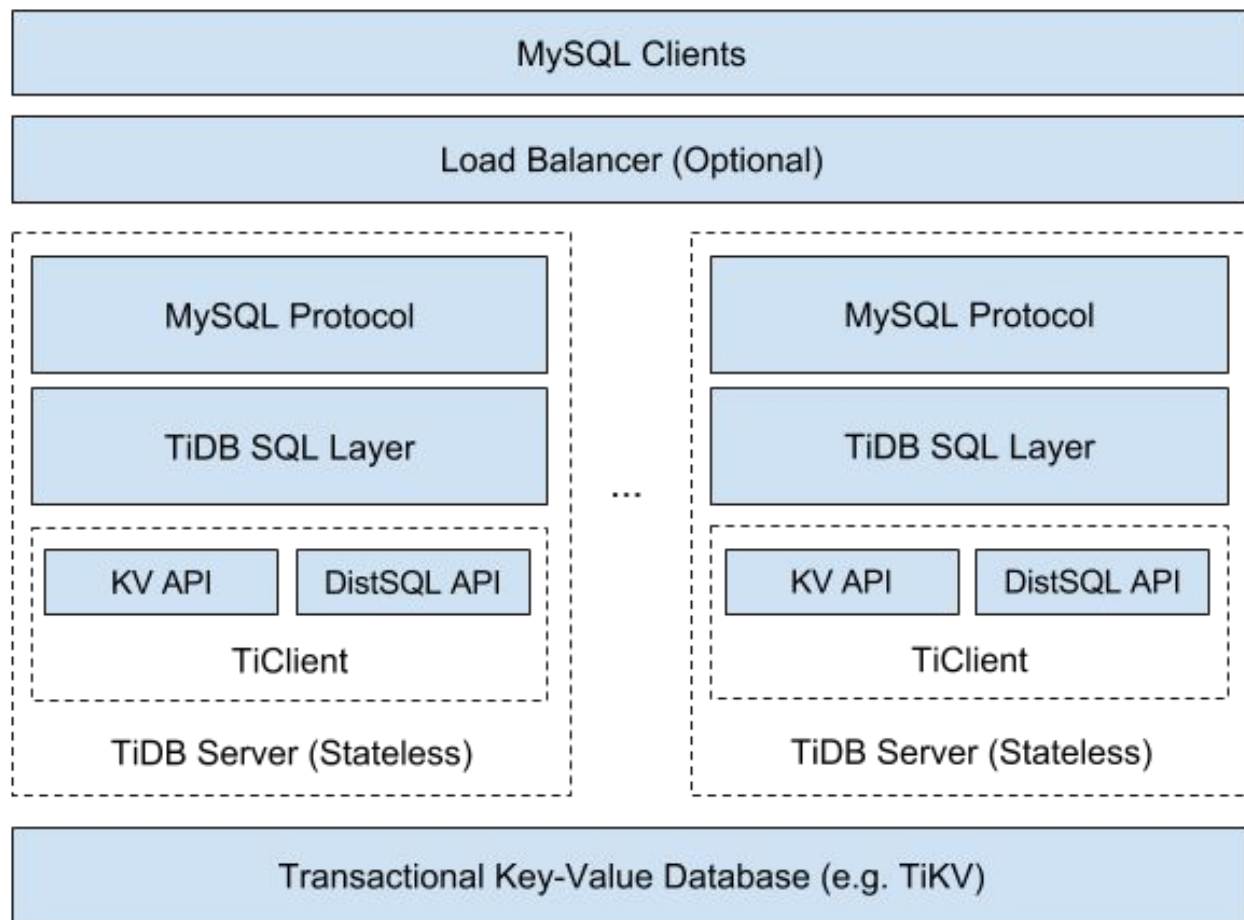 MySQL Clients
Load Balancer (Optional)
MySQL Protocol
TiDB SQL Layer
KV API
DistSQL API
TiClient
TiDB Server (Stateless)
...
MySQL Protocol
TiDB SQL Layer
KV API
DistSQL API
TiClient
TiDB Server (Stateless)
Transactional Key-Value Database (e.g. TiKV)